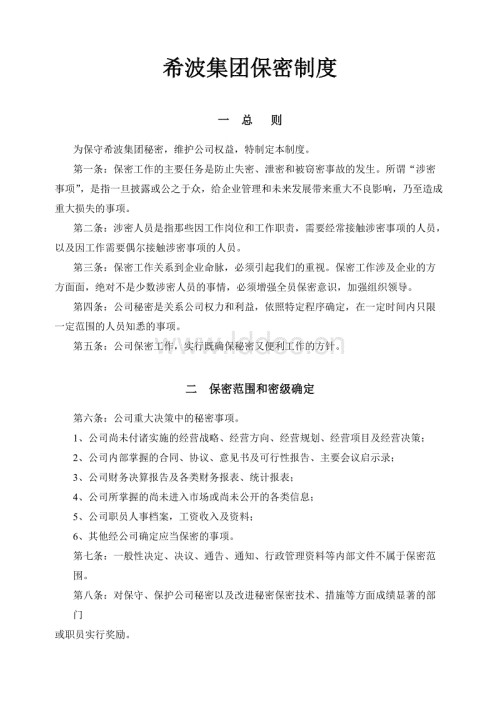 希波集团保密制度
一 总 则
为保守希波集团秘密，维护公司权益，特制定本制度。
第一条：保密工作的主要任务是防止失密、泄密和被窃密事故的发生。所谓“涉密
事项”，是指一旦披露或公之于众，给企业管理和未来发展带来重大不良影响，乃至造成
重大损失的事项。
第二条：涉密人员是指那些因工作岗位和工作职责，需要经常接触涉密事项的人员，
以及因工作需要偶尔接触涉密事项的人员。
第三条：保密工作关系到企业命脉，必须引起我们的重视。保密工作涉及企业的方
方面面，绝对不是少数涉密人员的事情，必须增强全员保密意识，加强组织领导。
第四条：公司秘密是关系公司权力和利益，依照特定程序确定，在一定时间内只限
一定范围的人员知悉的事项。
www.lddoc.cn
第五条：公司保密工作，实行既确保秘密又便利工作的方针。
二 保密范围和密级确定
第六条：公司重大决策中的秘密事项。
1、公司尚未付诸实施的经营战略、经营方向、经营规划、经营项目及经营决策；
2、公司内部掌握的合同、协议、意见书及可行性报告、主要会议启示录；
3、公司财务决算报告及各类财务报表、统计报表；
4、公司所掌握的尚未进入市场或尚未公开的各类信息；
5、公司职员人事档案，工资收入及资料；
6、其他经公司确定应当保密的事项。
第七条：一般性决定、决议、通告、通知、行政管理资料等内部文件不属于保密范
围。
第八条：对保守、保护公司秘密以及改进秘密保密技术、措施等方面成绩显著的部
门
或职员实行奖励。